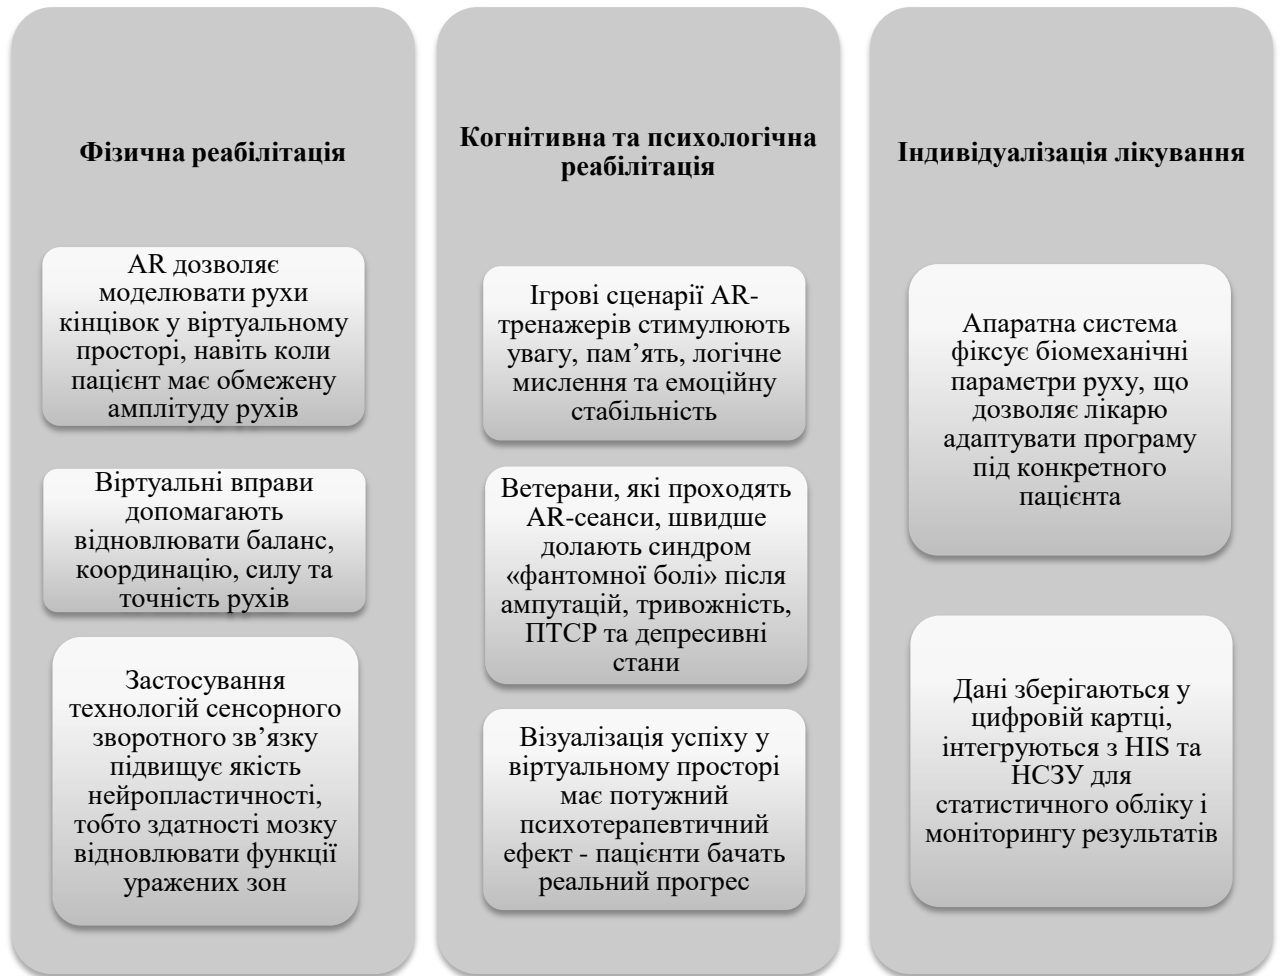 Фізична реабілітація
AR дозволяє
моделювати рухи
кінцівок у віртуальному
просторі, навіть коли
пацієнт має обмежену
амплітуду рухів
Віртуальні вправи
допомагають
відновлювати баланс,
координацію, силу та
точність рухів
Застосування
технологій сенсорного
зворотного зв’язку
підвищує якість
нейропластичності,
тобто здатності мозку
відновлювати функції
уражених зон
Когнітивна та психологічна
реабілітація
Ігрові сценарії AR-
тренажерів стимулюють
увагу, пам’ять, логічне
мислення та емоційну
стабільність
Ветерани, які проходять
AR-сеанси, швидше
долають синдром
«фантомної болі» після
ампутацій, тривожність,
ПТСР та депресивні
стани
Візуалізація успіху у
віртуальному просторі
має потужний
психотерапевтичний
ефект - пацієнти бачать
реальний прогрес
Індивідуалізація лікування
Апаратна система
фіксує біомеханічні
параметри руху, що
дозволяє лікарю
адаптувати програму
під конкретного
пацієнта
Дані зберігаються у
цифровій картці,
інтегруються з HIS та
НСЗУ для
статистичного обліку і
моніторингу результатів